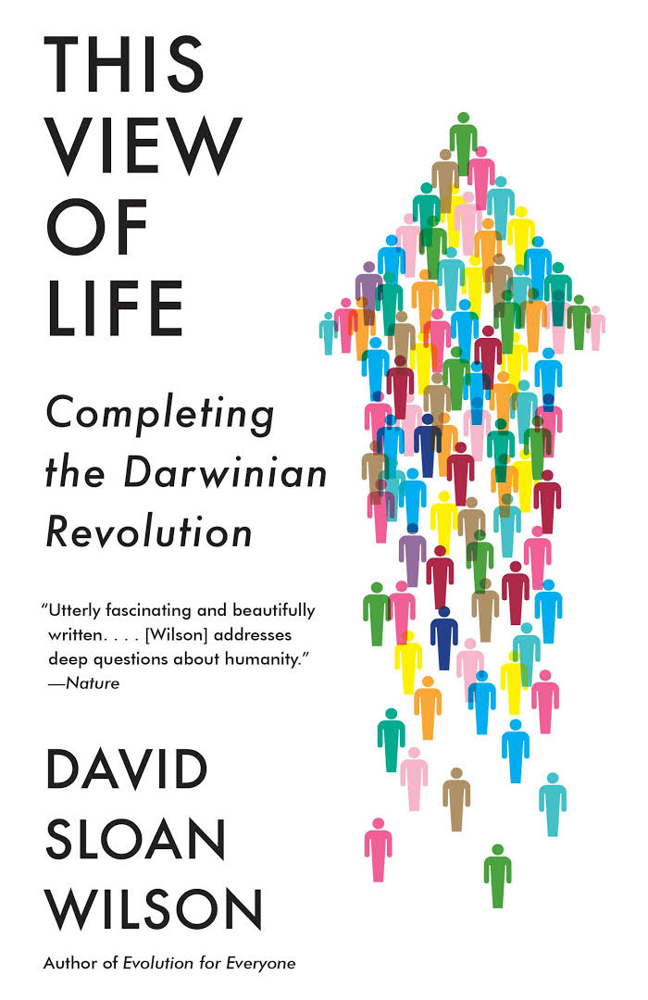 THIS
VIEW
OF
LIFE
Completing
the Darwinian
Revolution
“Utterly fascinating and beautifully
written. . . . [Wilson] addresses
deep questions about humanity.”
—Nature
DAVID
SLOAN
WILSON
Author of Evolution for Everyone